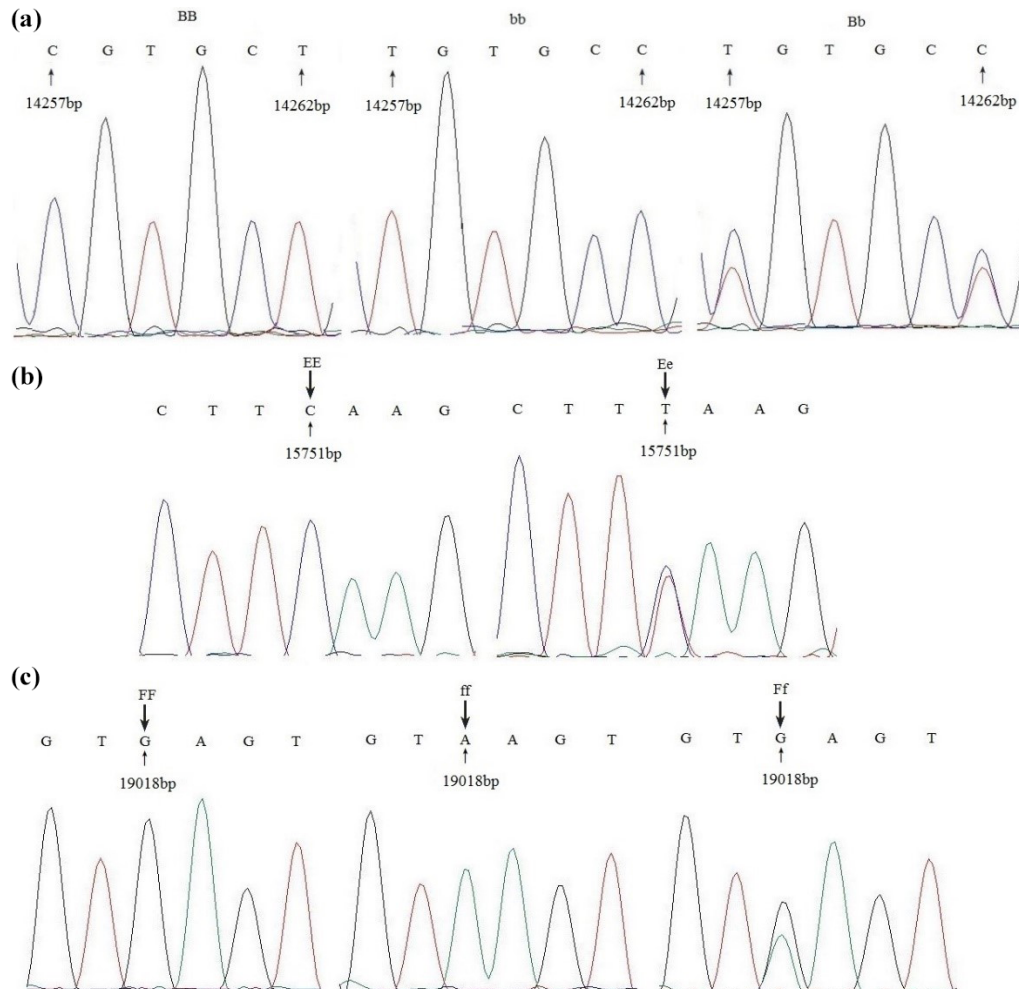 (a)
BB bb Bb
C G T G C T T G T G C C T G T G C C
14257bp 14262bp 14257bp 14262bp 14257bp 14262bp
(b)
EE Ee
C T T C A A G C T T T A A G
15751bp 15751bp
(c)
FF ff Ff
G T G A G T G T A A G T G T G A G T
19018bp 19018bp 19018bp